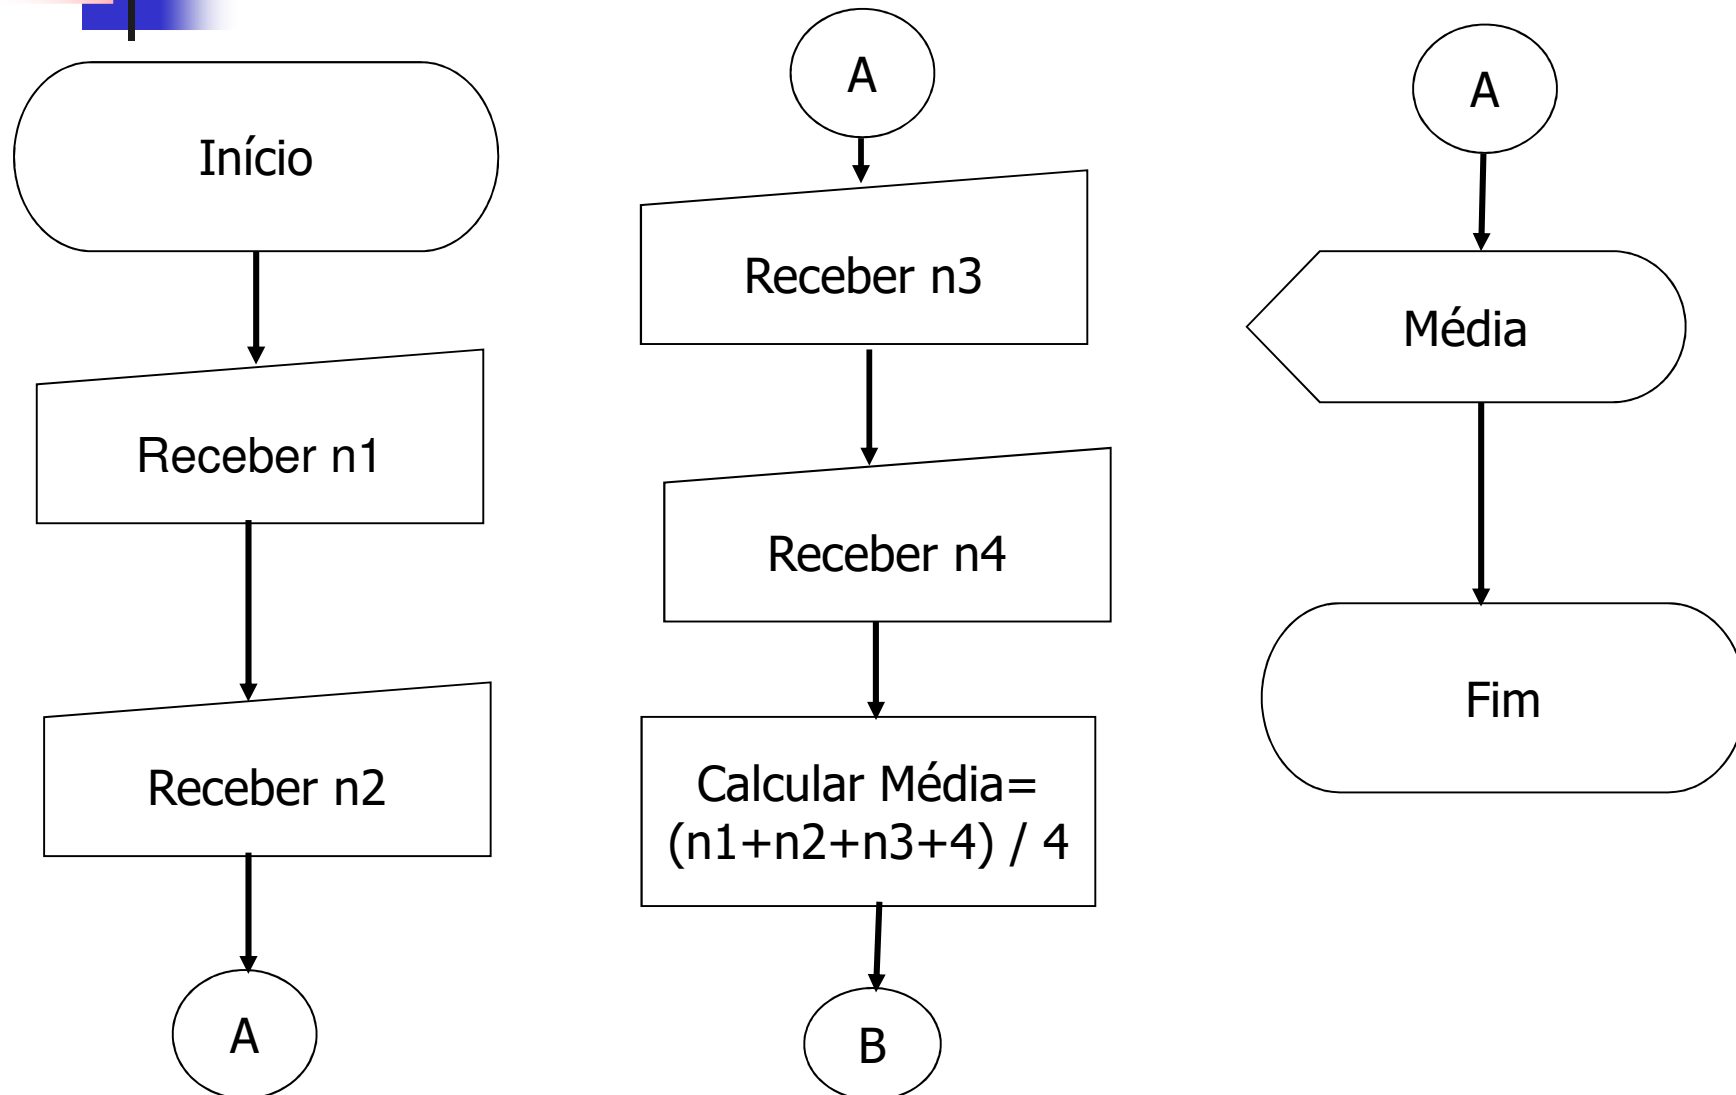 Início
Receber n1
Receber n2
A
A
Receber n3
Receber n4
Calcular Média=
(n1+n2+n3+4) / 4
B
A
Média
Fim